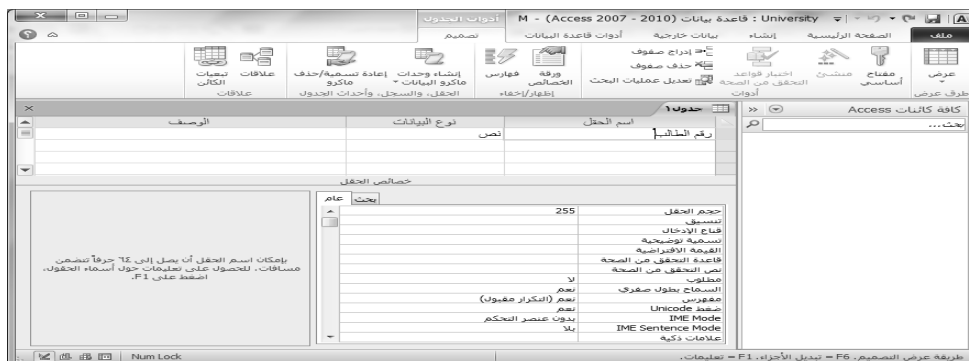 University : قاعدة بيانات (Access 2007 - 2010) - M
أدوات الجدول
ملف
الصفحة الرئيسية
إنشاء
بيانات خارجية
أدوات قاعدة البيانات
تصميم
عرض
مفتاح أساسي
منشئ
اختبار قواعد التحقق من الصحة
إدراج صفوف
حذف صفوف
تعديل عمليات البحث
ورقة الخصائص
فهارس
إنشاء وحدات ماكرو البيانات
إعادة تسمية/حذف ماكرو
علاقات
تبعيات الكائن
طرق عرض
أدوات
إظهار/إخفاء
الحقل، والسجل، وأحداث الجدول
علاقات
كافة كائنات Access
بحث...
جدول١
اسم الحقل
نوع البيانات
الوصف
رقم الطالب
نص
خصائص الحقل
عام
بحث
حجم الحقل 255
تنسيق
قناع الإدخال
تسمية توضيحية
القيمة الافتراضية
قاعدة التحقق من الصحة
نص التحقق من الصحة
مطلوب لا
السماح بطول صفري نعم
مفهرس نعم (التكرار مقبول)
ضغط Unicode نعم
IME Mode بدون عنصر التحكم
IME Sentence Mode بلا
علامات ذكية
بإمكان اسم الحقل أن يصل إلى ٦٤ حرفاً تتضمن
مسافات. للحصول على تعليمات حول أسماء الحقول،
اضغط على F1.
طريقة عرض التصميم. F6 = تبديل الأجزاء. F1 = تعليمات.
Num Lock